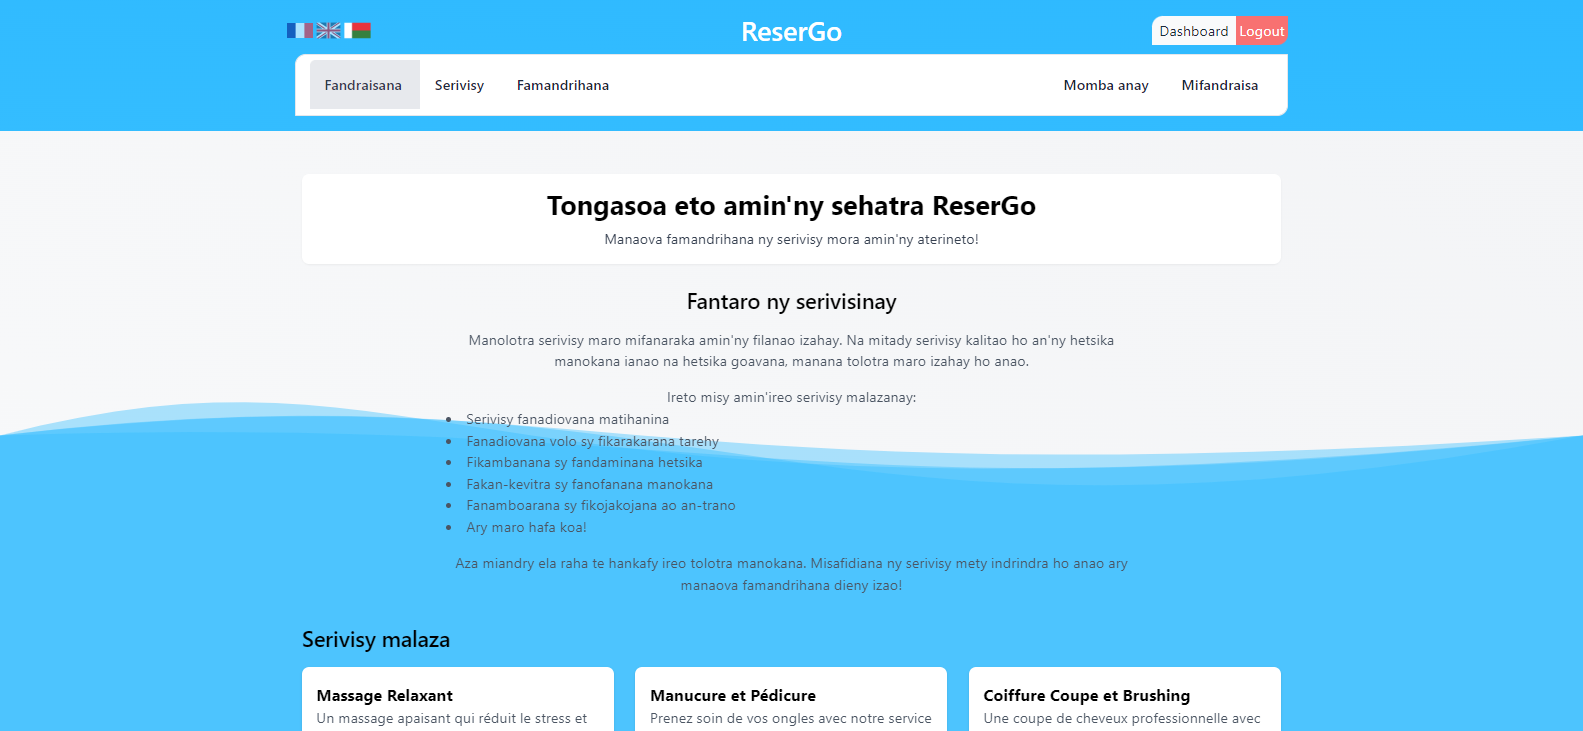 ReserGo
Dashboard
Logout
Fandraisana
Serivisy
Famandrihana
Momba anay
Mifandraisa
Tongasoa eto amin'ny sehatra ReserGo
Manaova famandrihana ny serivisy mora amin'ny aterineto!
Fantaro ny serivisinay
Manolotra serivisy maro mifanaraka amin'ny filanao izahay. Na mitady serivisy kalitao ho an'ny hetsika
manokana ianao na hetsika goavana, manana tolotra maro izahay ho anao.
Ireto misy amin'ireo serivisy malazanay:
• Serivisy fanadiovana matihanina
• Fanadiovana volo sy fikarakarana tarehy
• Fikambanana sy fandaminana hetsika
• Fakan-kevitra sy fanofanana manokana
• Fanamboarana sy fikojakojana ao an-trano
• Ary maro hafa koa!
Aza miandry ela raha te hankafy ireo tolotra manokana. Misafidiana ny serivisy mety indrindra ho anao ary
manaova famandrihana dieny izao!
Serivisy malaza
Massage Relaxant
Un massage apaisant qui réduit le stress et
Manucure et Pédicure
Prenez soin de vos ongles avec notre service
Coiffure Coupe et Brushing
Une coupe de cheveux professionnelle avec